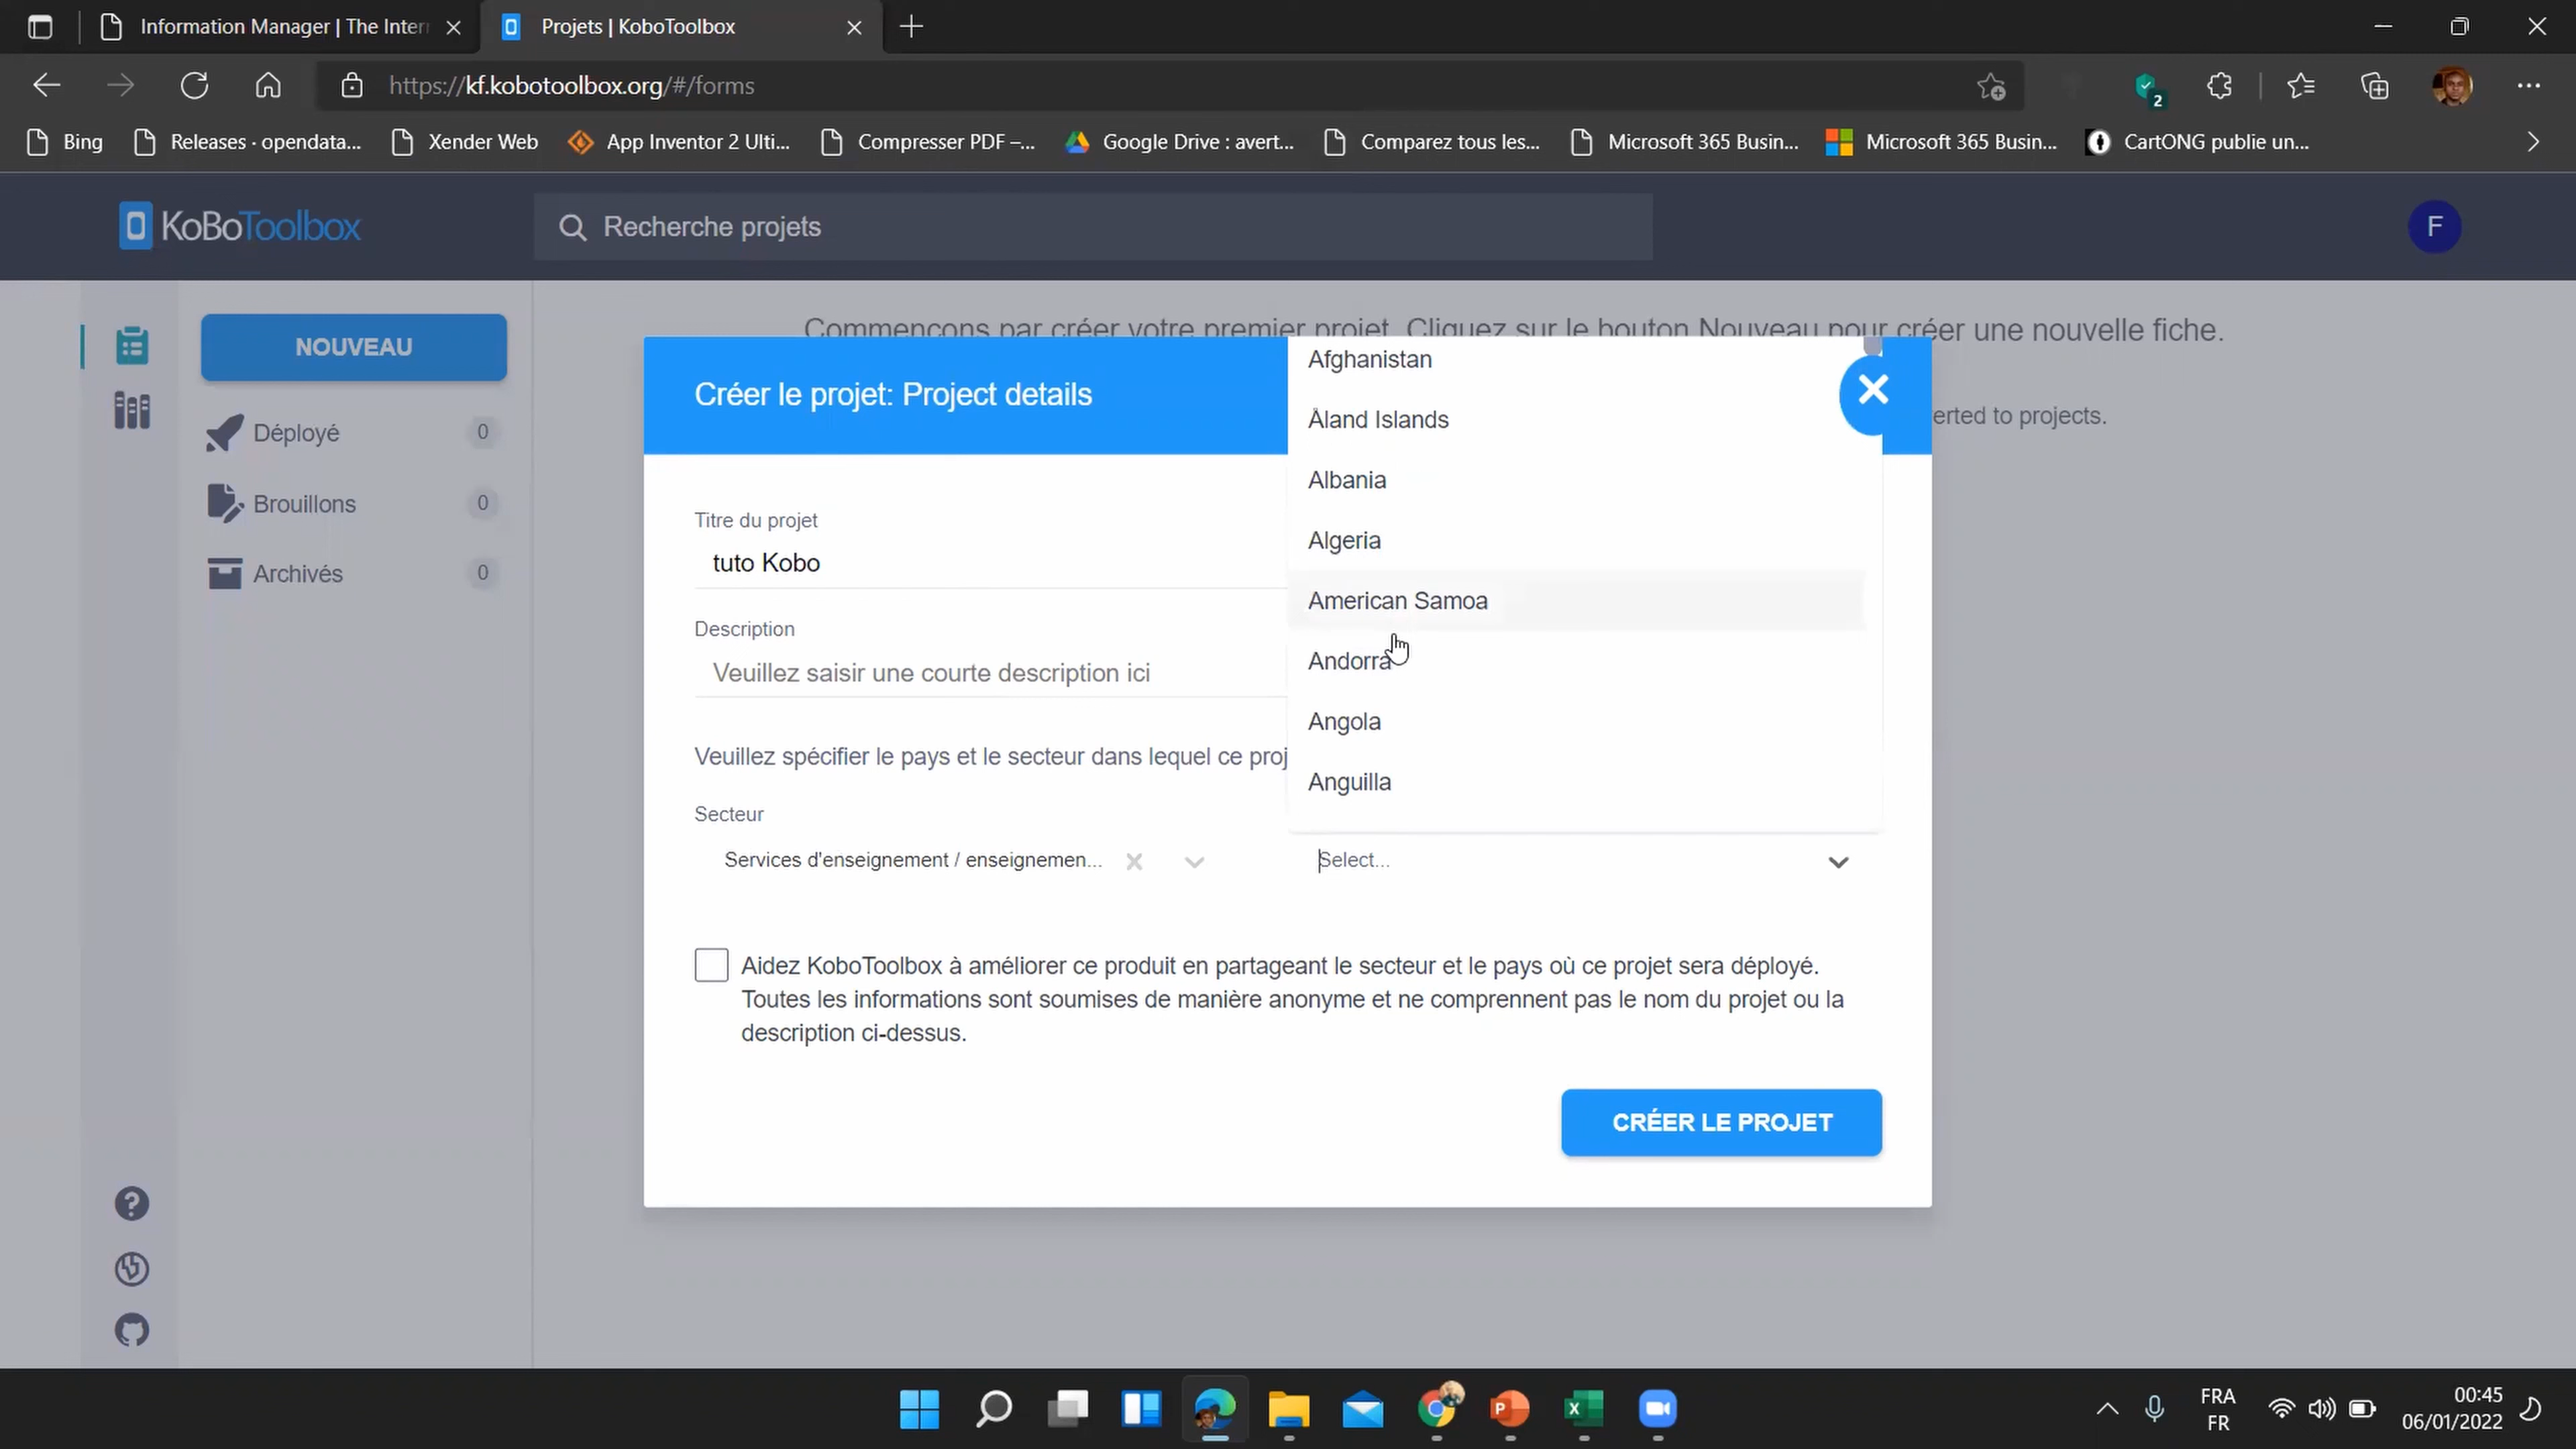 Information Manager | The Inter
Projets | KoboToolbox
https://kf.kobotoolbox.org/#/forms
2
Bing
Releases · opendata...
Xender Web
App Inventor 2 Ulti...
Compresser PDF –...
Google Drive : avert...
Comparez tous les...
Microsoft 365 Busin...
Microsoft 365 Busin...
CartONG publie un...
KoBoToolbox
Recherche projets
F
NOUVEAU
Déployé 0
Brouillons 0
Archivés 0
Commençons par créer votre premier projet. Cliquez sur le bouton Nouveau pour créer une nouvelle fiche.
erted to projects.
Créer le projet: Project details
Titre du projet
tuto Kobo
Description
Veuillez saisir une courte description ici
Veuillez spécifier le pays et le secteur dans lequel ce proj
Secteur
Services d'enseignement / enseignemen...
Afghanistan
Åland Islands
Albania
Algeria
American Samoa
Andorra
Angola
Anguilla
Select...
Aidez KoboToolbox à améliorer ce produit en partageant le secteur et le pays où ce projet sera déployé.
Toutes les informations sont soumises de manière anonyme et ne comprennent pas le nom du projet ou la
description ci-dessus.
CRÉER LE PROJET
FRA
FR
00:45
06/01/2022